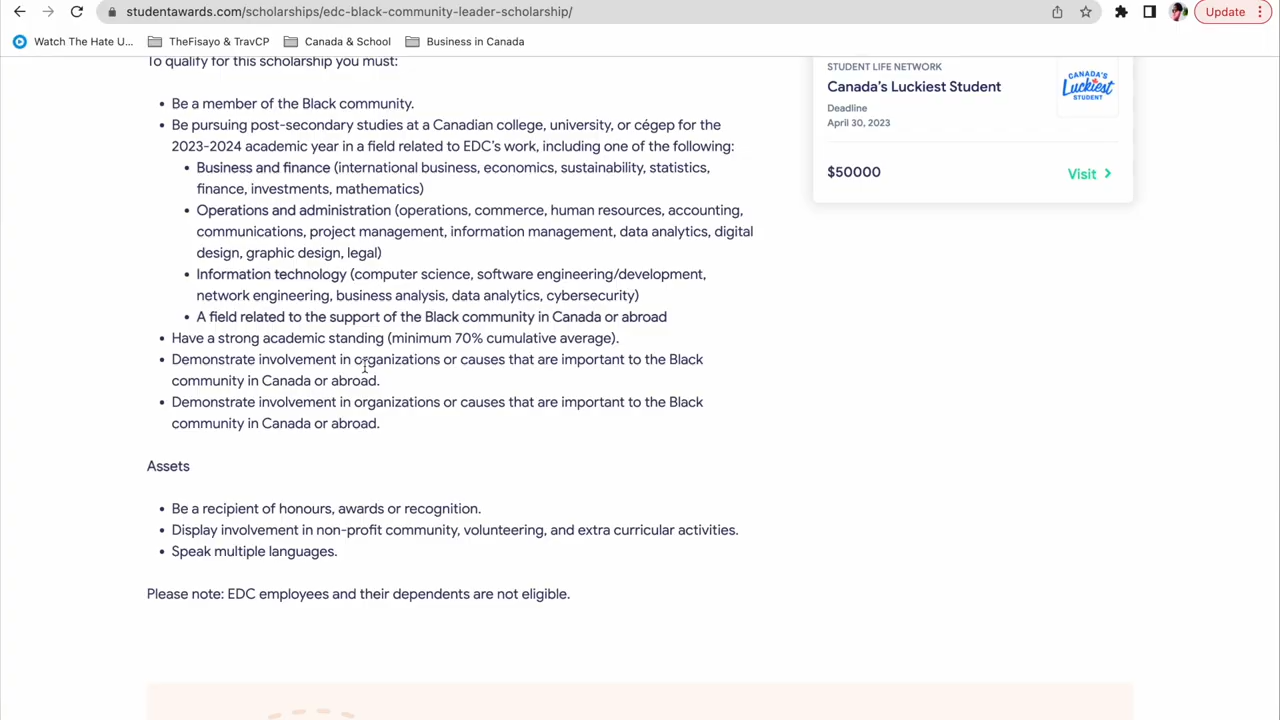 studentawards.com/scholarships/edc-black-community-leader-scholarship/
Update
Watch The Hate U...
TheFisayo & TravCP
Canada & School
Business in Canada
To qualify for this scholarship you must:
Be a member of the Black community.
Be pursuing post-secondary studies at a Canadian college, university, or cégep for the
2023-2024 academic year in a field related to EDC's work, including one of the following:
Business and finance (international business, economics, sustainability, statistics,
finance, investments, mathematics)
Operations and administration (operations, commerce, human resources, accounting,
communications, project management, information management, data analytics, digital
design, graphic design, legal)
Information technology (computer science, software engineering/development,
network engineering, business analysis, data analytics, cybersecurity)
A field related to the support of the Black community in Canada or abroad
Have a strong academic standing (minimum 70% cumulative average).
Demonstrate involvement in organizations or causes that are important to the Black
community in Canada or abroad.
Demonstrate involvement in organizations or causes that are important to the Black
community in Canada or abroad.
Assets
Be a recipient of honours, awards or recognition.
Display involvement in non-profit community, volunteering, and extra curricular activities.
Speak multiple languages.
Please note: EDC employees and their dependents are not eligible.
STUDENT LIFE NETWORK
Canada's Luckiest Student
Deadline
April 30, 2023
CANADA'S
Luckiest
STUDENT
$50000
Visit